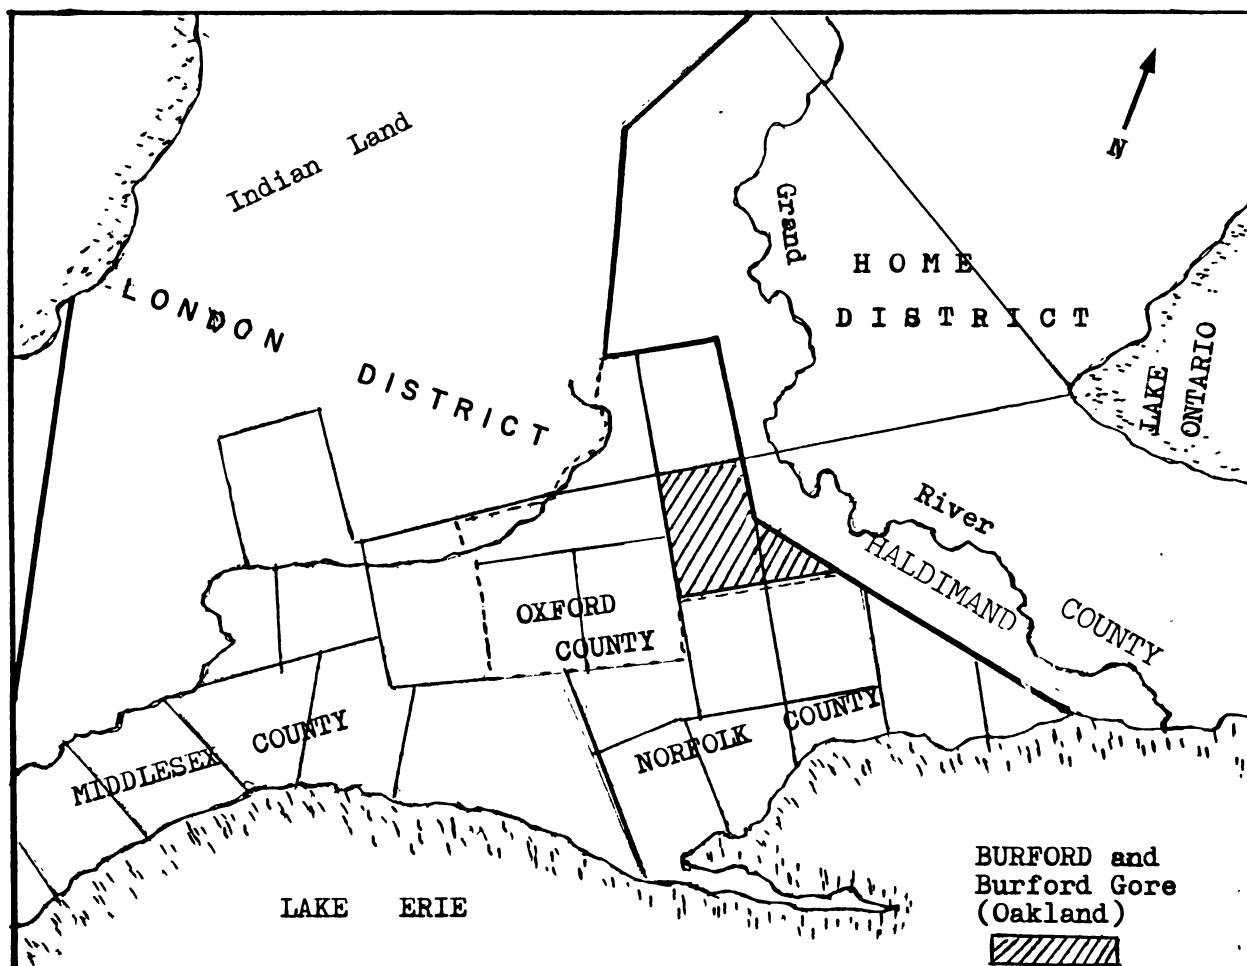 Indian Land
N
Grand
HOME
DISTRICT
LONDON DISTRICT
LAKE
ONTARIO
River
HALDIMAND
COUNTY
OXFORD
COUNTY
MIDDLESEX COUNTY
NORFOLK COUNTY
LAKE ERIE
BURFORD and
Burford Gore
(Oakland)